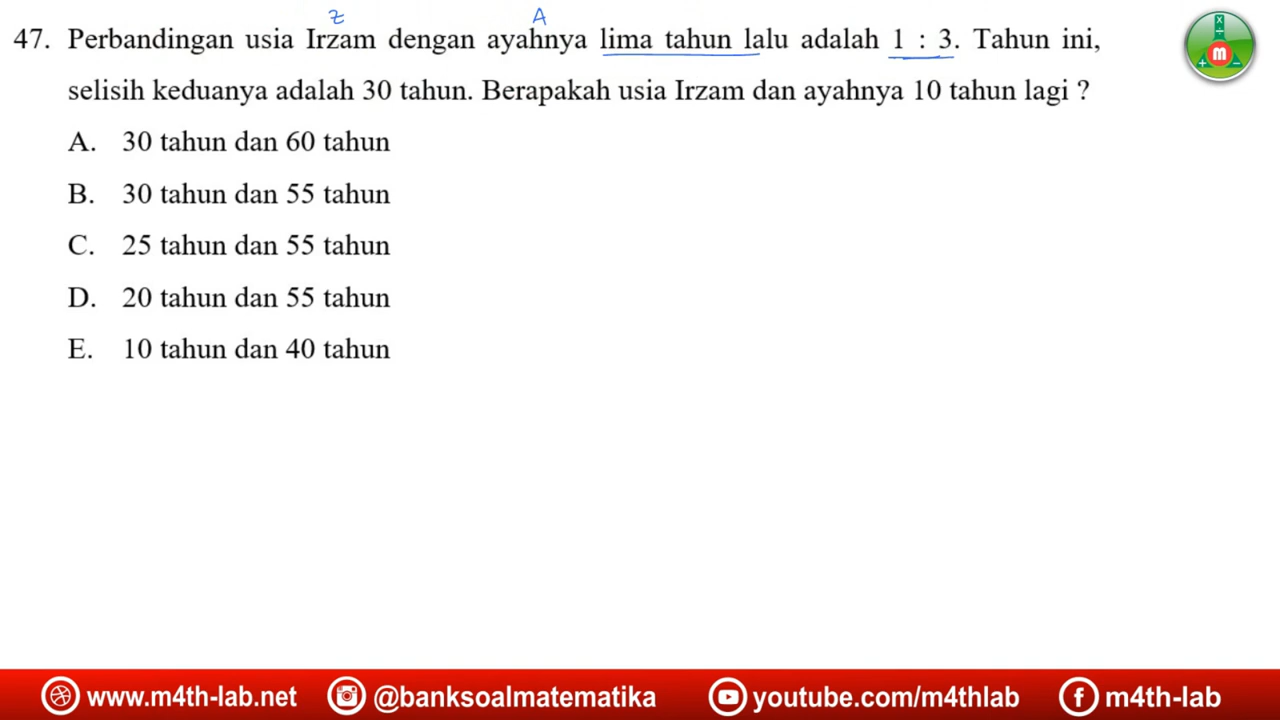 Z A
47. Perbandingan usia Irzam dengan ayahnya lima tahun lalu adalah 1 : 3. Tahun ini,
selisih keduanya adalah 30 tahun. Berapakah usia Irzam dan ayahnya 10 tahun lagi ?
A. 30 tahun dan 60 tahun
B. 30 tahun dan 55 tahun
C. 25 tahun dan 55 tahun
D. 20 tahun dan 55 tahun
E. 10 tahun dan 40 tahun
m
www.m4th-lab.net @banksoalmatematika youtube.com/m4thlab m4th-lab